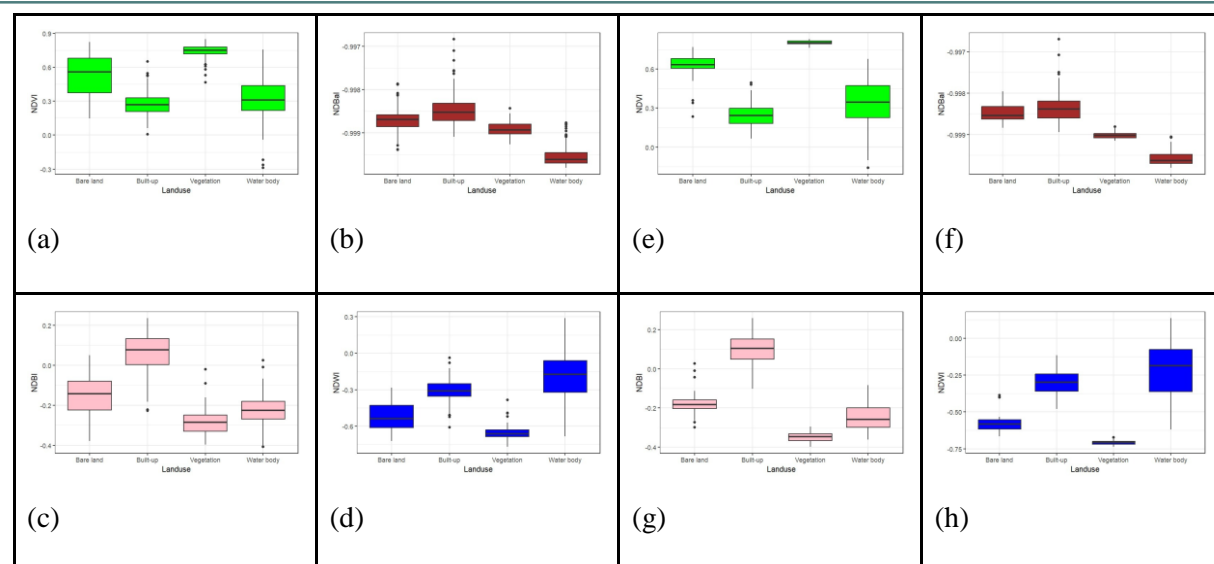 0.9
0.6
0.3
0.0
-0.3
NDVI
Bare land Built-up Vegetation Water body
Landuse
(a)
-0.997
-0.998
-0.999
NDBaI
Bare land Built-up Vegetation Water body
Landuse
(b)
0.6
0.3
0.0
NDVI
Bare land Built-up Vegetation Water body
Landuse
(e)
-0.997
-0.998
-0.999
NDBaI
Bare land Built-up Vegetation Water body
Landuse
(f)
0.2
0.0
-0.2
-0.4
NDBI
Bare land Built-up Vegetation Water body
Landuse
(c)
0.3
0.0
-0.3
-0.6
NDWI
Bare land Built-up Vegetation Water body
Landuse
(d)
0.2
0.0
-0.2
-0.4
NDBI
Bare land Built-up Vegetation Water body
Landuse
(g)
0.00
-0.25
-0.50
-0.75
NDWI
Bare land Built-up Vegetation Water body
Landuse
(h)